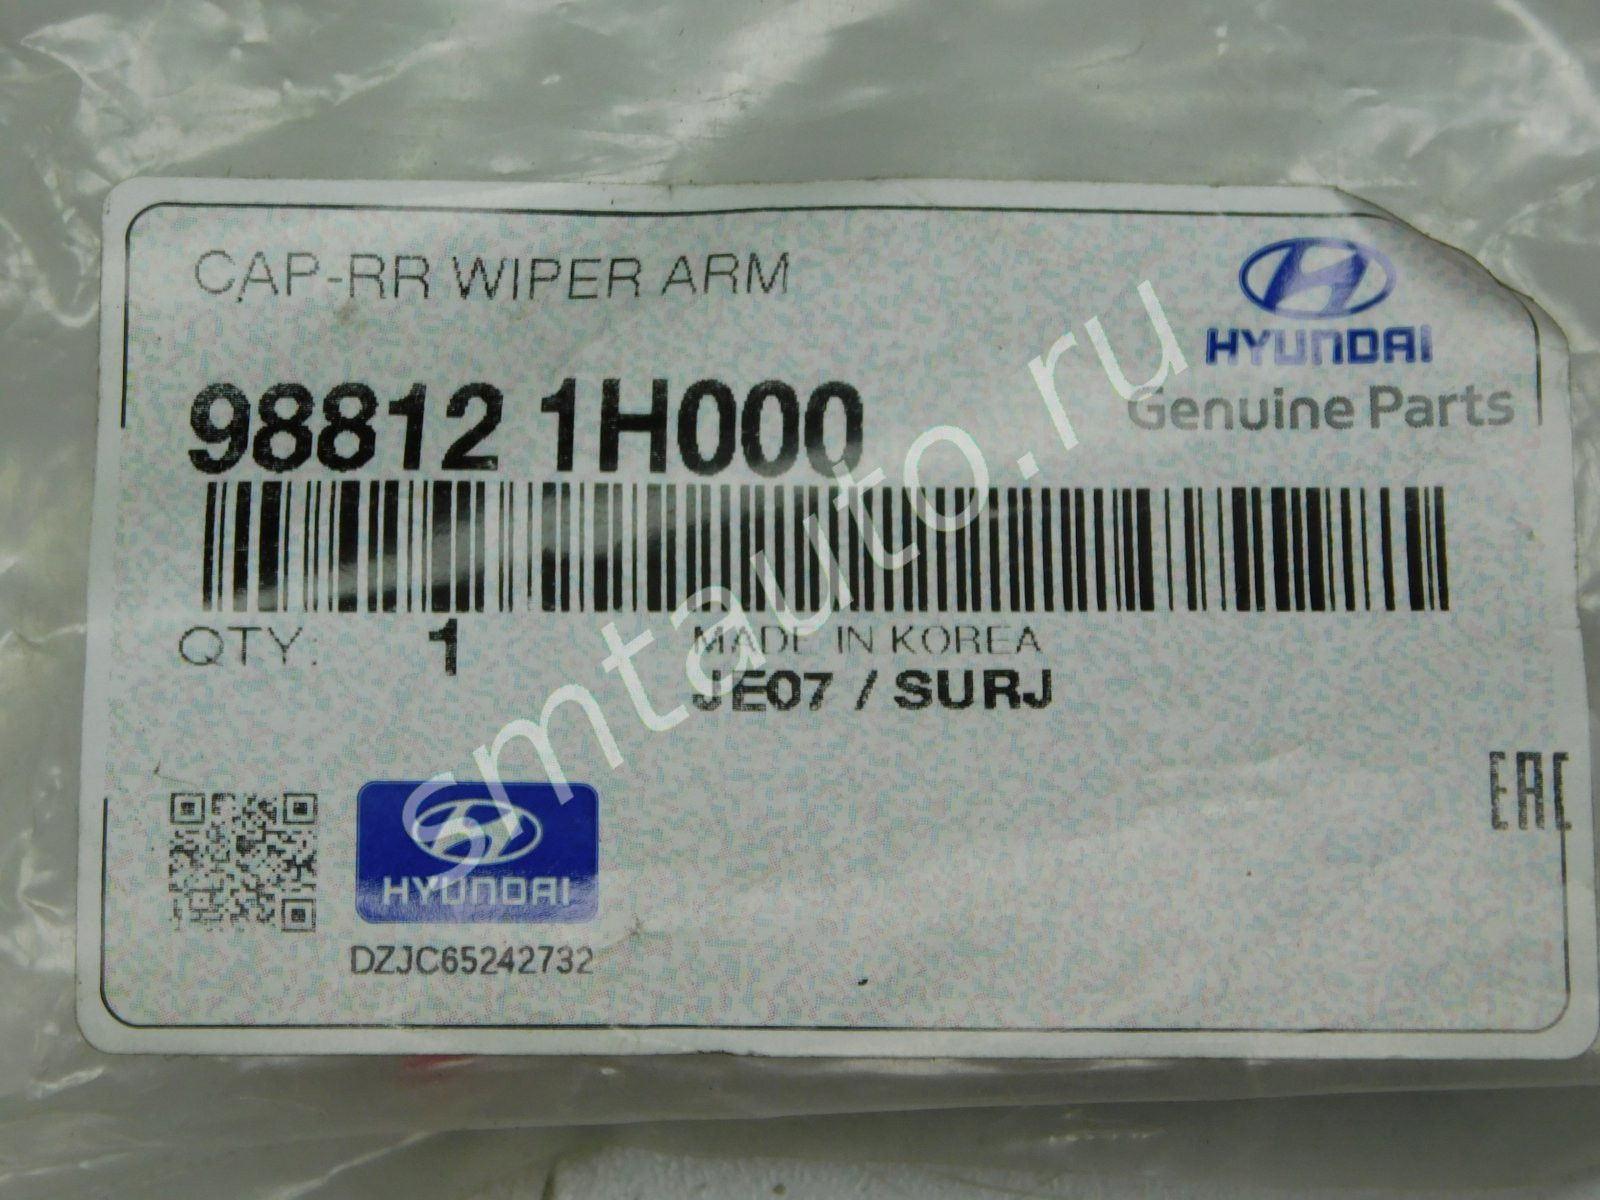 CAP-RR WIPER ARM
HYUNDAI
Genuine Parts
98812 1H000
QTY: 1
MADE IN KOREA
JE07 / SURJ
EAC
HYUNDAI
DZJC65242732
smtauto.ru